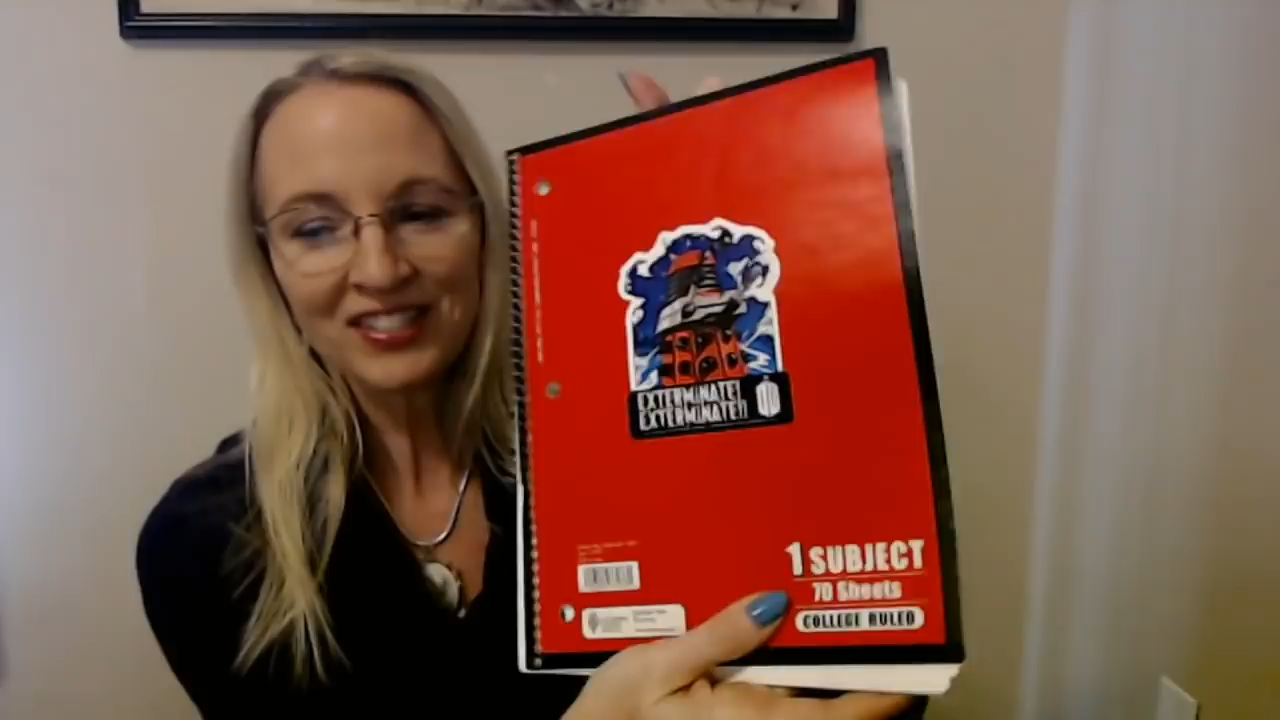 EXTERMINATE!
EXTERMINATE!!
1 SUBJECT
70 Sheets
COLLEGE RULED